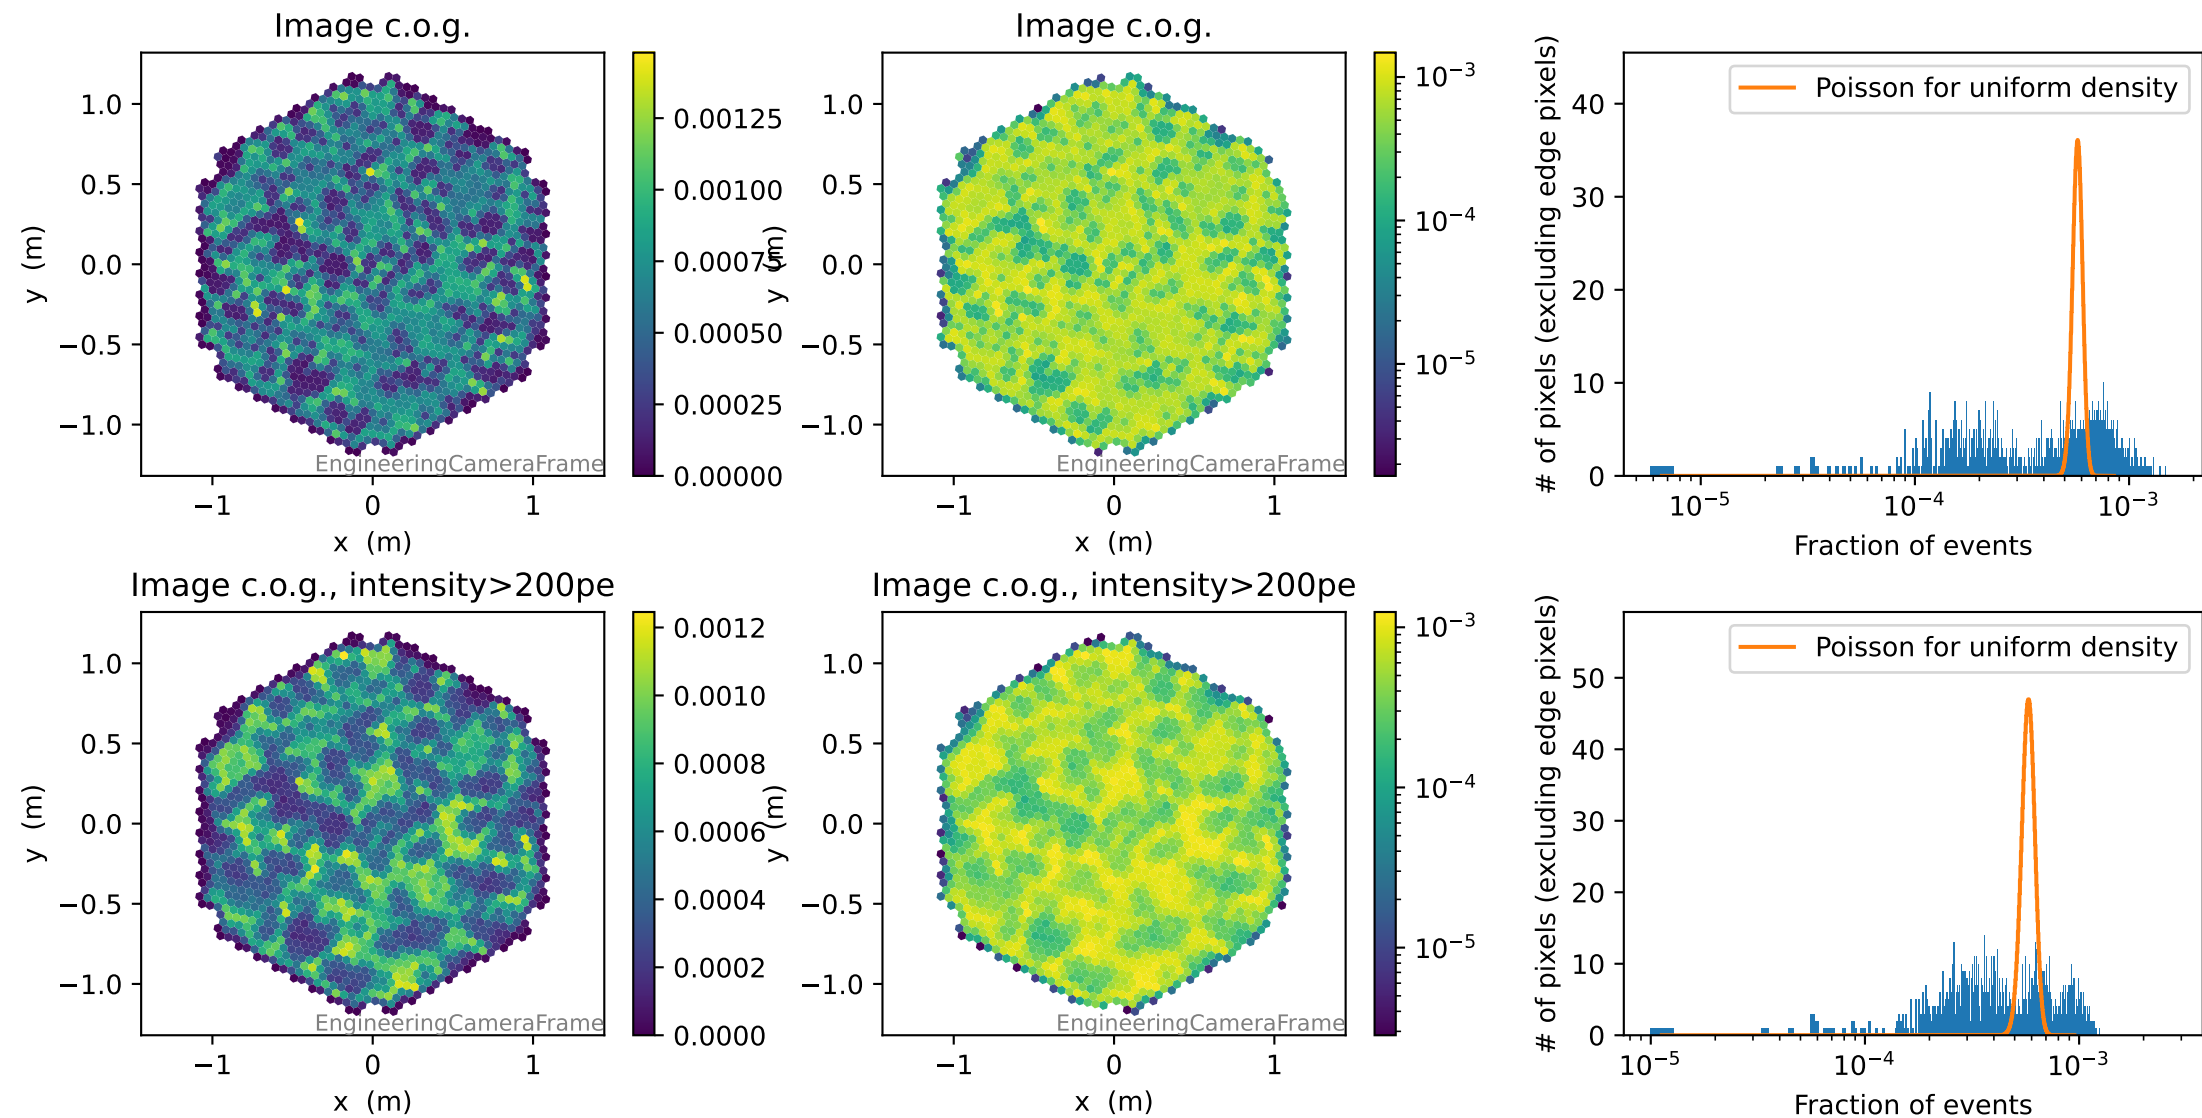 Image c.o.g.
1.0
0.5
0.0
−0.5
−1.0
y (m)
−1 0 1
x (m)
EngineeringCameraFrame
0.00125
0.00100
0.00075
0.00050
0.00025
0.00000
Image c.o.g.
1.0
0.5
0.0
−0.5
−1.0
y (m)
−1 0 1
x (m)
EngineeringCameraFrame
10⁻³
10⁻⁴
10⁻⁵
Poisson for uniform density
# of pixels (excluding edge pixels)
40
30
20
10
0
10⁻⁵ 10⁻⁴ 10⁻³
Fraction of events
Image c.o.g., intensity>200pe
1.0
0.5
0.0
−0.5
−1.0
y (m)
−1 0 1
x (m)
EngineeringCameraFrame
0.0012
0.0010
0.0008
0.0006
0.0004
0.0002
0.0000
Image c.o.g., intensity>200pe
1.0
0.5
0.0
−0.5
−1.0
y (m)
−1 0 1
x (m)
EngineeringCameraFrame
10⁻³
10⁻⁴
10⁻⁵
Poisson for uniform density
# of pixels (excluding edge pixels)
50
40
30
20
10
0
10⁻⁵ 10⁻⁴ 10⁻³
Fraction of events